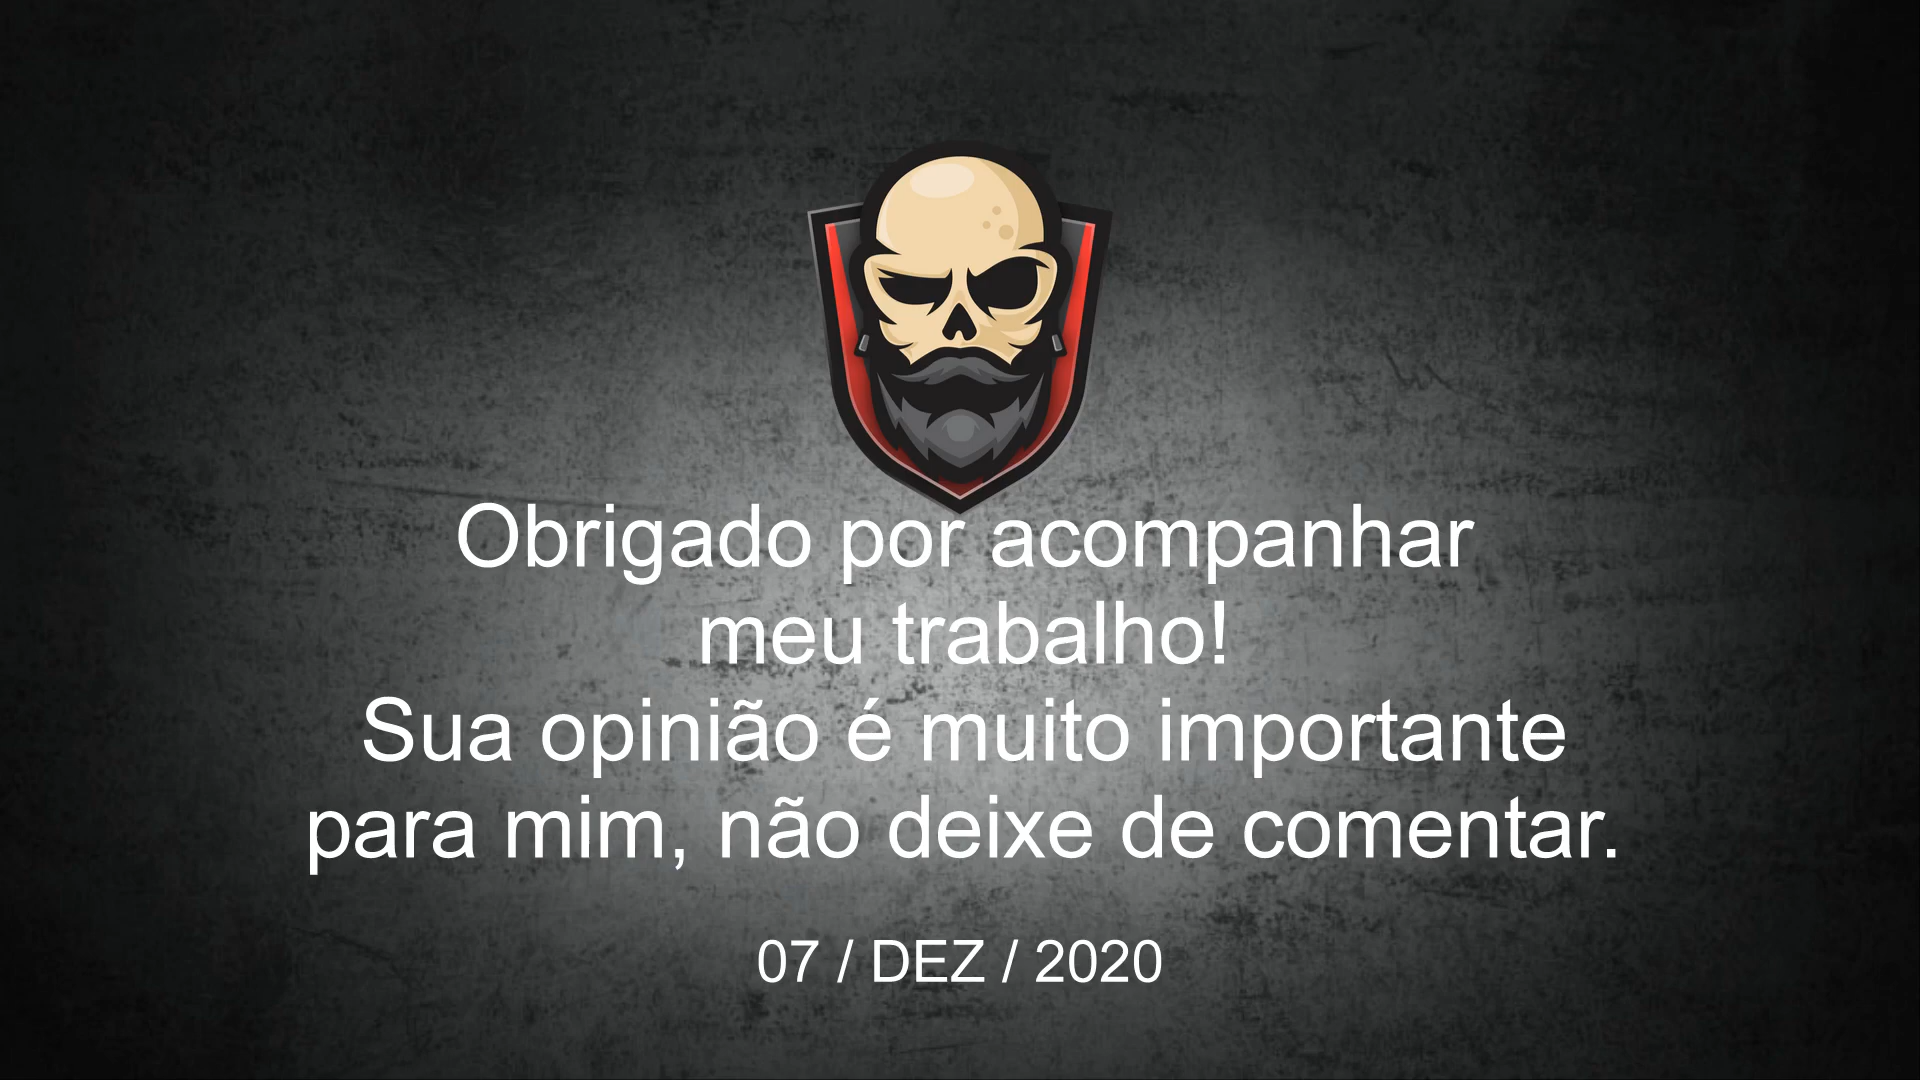 Obrigado por acompanhar
meu trabalho!
Sua opinião é muito importante
para mim, não deixe de comentar.
07 / DEZ / 2020